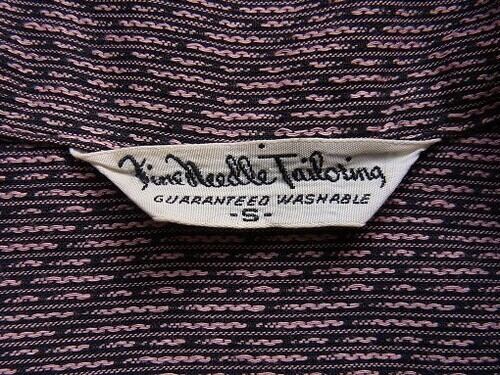 Fine Needle Tailoring
GUARANTEED WASHABLE
-S-